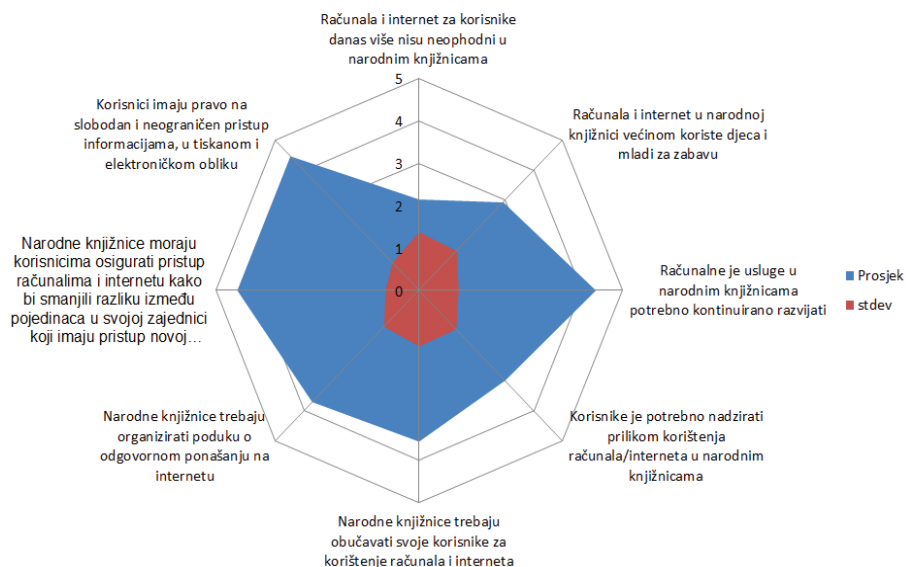 Računala i internet za korisnike
danas više nisu neophodni u
narodnim knjižnicama
Računala i internet u narodnoj
knjižnici većinom koriste djeca i
mladi za zabavu
Računalne je usluge u
narodnim knjižnicama
potrebno kontinuirano razvijati
Korisnike je potrebno nadzirati
prilikom korištenja
računala/interneta u narodnim
knjižnicama
Narodne knjižnice trebaju
obučavati svoje korisnike za
korištenje računala i interneta
Narodne knjižnice trebaju
organizirati poduku o
odgovornom ponašanju na
internetu
Narodne knjižnice moraju
korisnicima osigurati pristup
računalima i internetu kako
bi smanjili razliku između
pojedinaca u svojoj zajednici
koji imaju pristup novoj…
Korisnici imaju pravo na
slobodan i neograničen pristup
informacijama, u tiskanom i
elektroničkom obliku
5
4
3
2
1
0
Prosjek
stdev